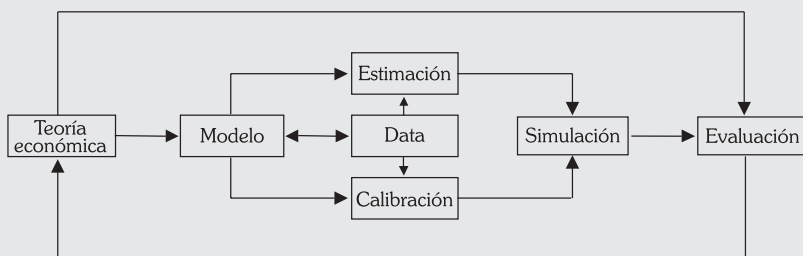 Estimación
Teoría
económica
Modelo
Data
Simulación
Evaluación
Calibración